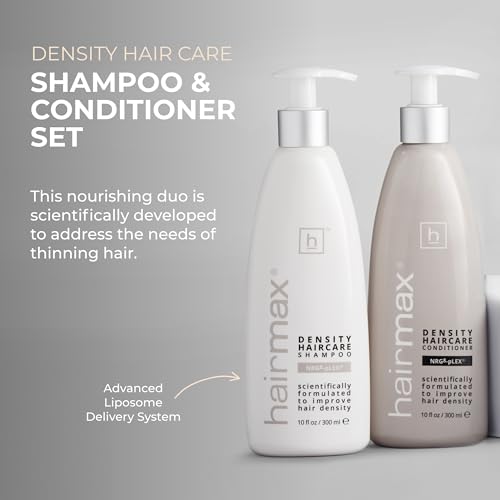 DENSITY HAIR CARE
SHAMPOO &
CONDITIONER
SET
This nourishing duo is
scientifically developed
to address the needs of
thinning hair.
Advanced
Liposome
Delivery System
h
hairmax®
DENSITY
HAIRCARE
SHAMPOO
scientifically
formulated
to improve
hair density
10 fl oz / 300 ml ℮
h
hairmax®
DENSITY
HAIRCARE
CONDITIONER
scientifically
formulated
to improve
hair density
10 fl oz / 300 ml ℮